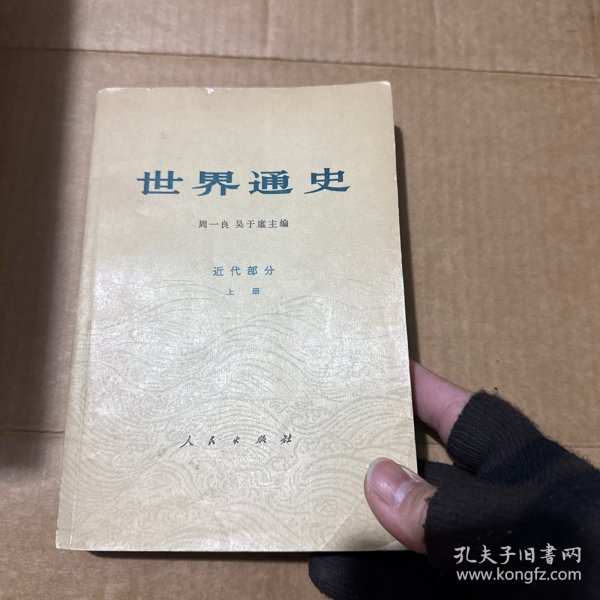 世界通史
周一良 吴于廑主编
近代部分
上 册
人民出版社
孔夫子旧書网
www.kongfz.com